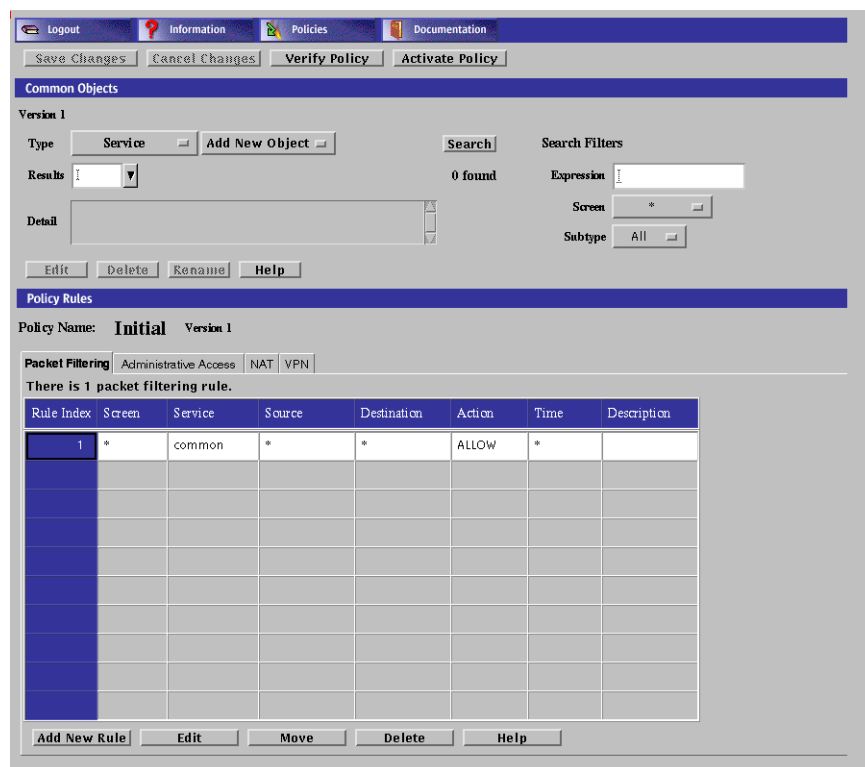 Logout Information Policies Documentation
Save Changes Cancel Changes Verify Policy Activate Policy
Common Objects
Version 1
Type Service Add New Object Search Search Filters
Results 0 found Expression
Screen *
Detail
Subtype All
Edit Delete Rename Help
Policy Rules
Policy Name: Initial Version 1
Packet Filtering Administrative Access NAT VPN
There is 1 packet filtering rule.
Rule Index Screen Service Source Destination Action Time Description
1 * common * * ALLOW *
Add New Rule Edit Move Delete Help